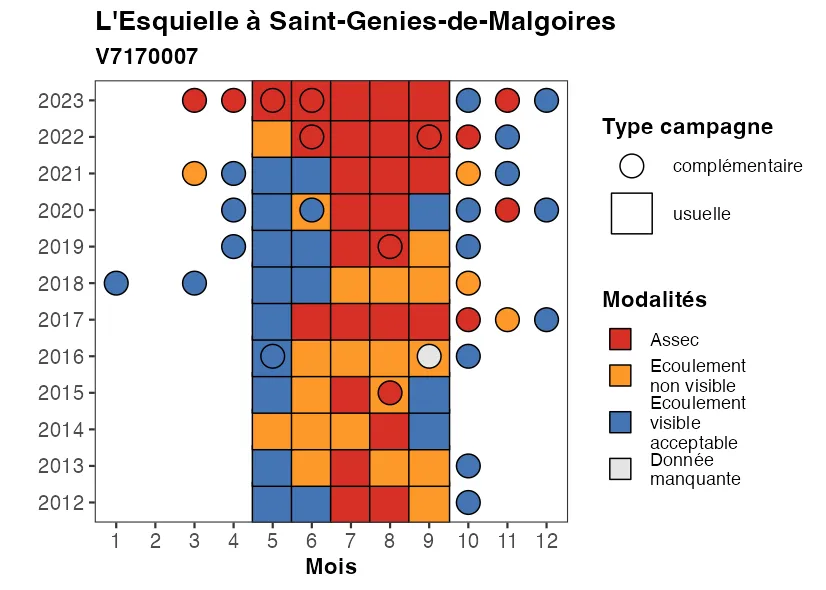 L'Esquielle à Saint-Genies-de-Malgoires
V7170007
2023
2022
2021
2020
2019
2018
2017
2016
2015
2014
2013
2012
1 2 3 4 5 6 7 8 9 10 11 12
Mois
Type campagne
complémentaire
usuelle
Modalités
Assec
Ecoulement
non visible
Ecoulement
visible
acceptable
Donnée
manquante